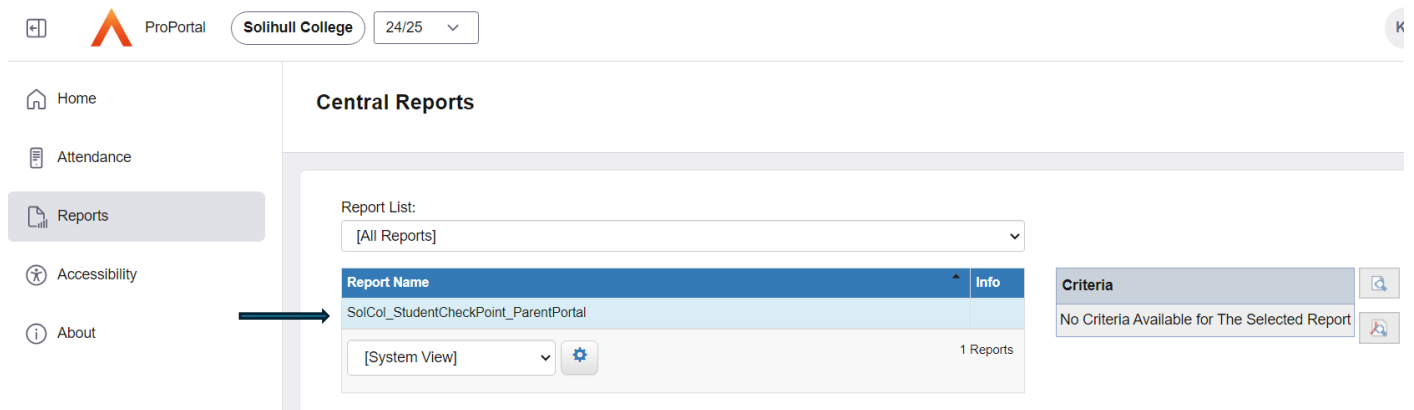 ProPortal
Solihull College
24/25
K
Home
Attendance
Reports
Accessibility
About
Central Reports
Report List:
[All Reports]
Report Name
Info
SolCol_StudentCheckPoint_ParentPortal
[System View]
1 Reports
Criteria
No Criteria Available for The Selected Report